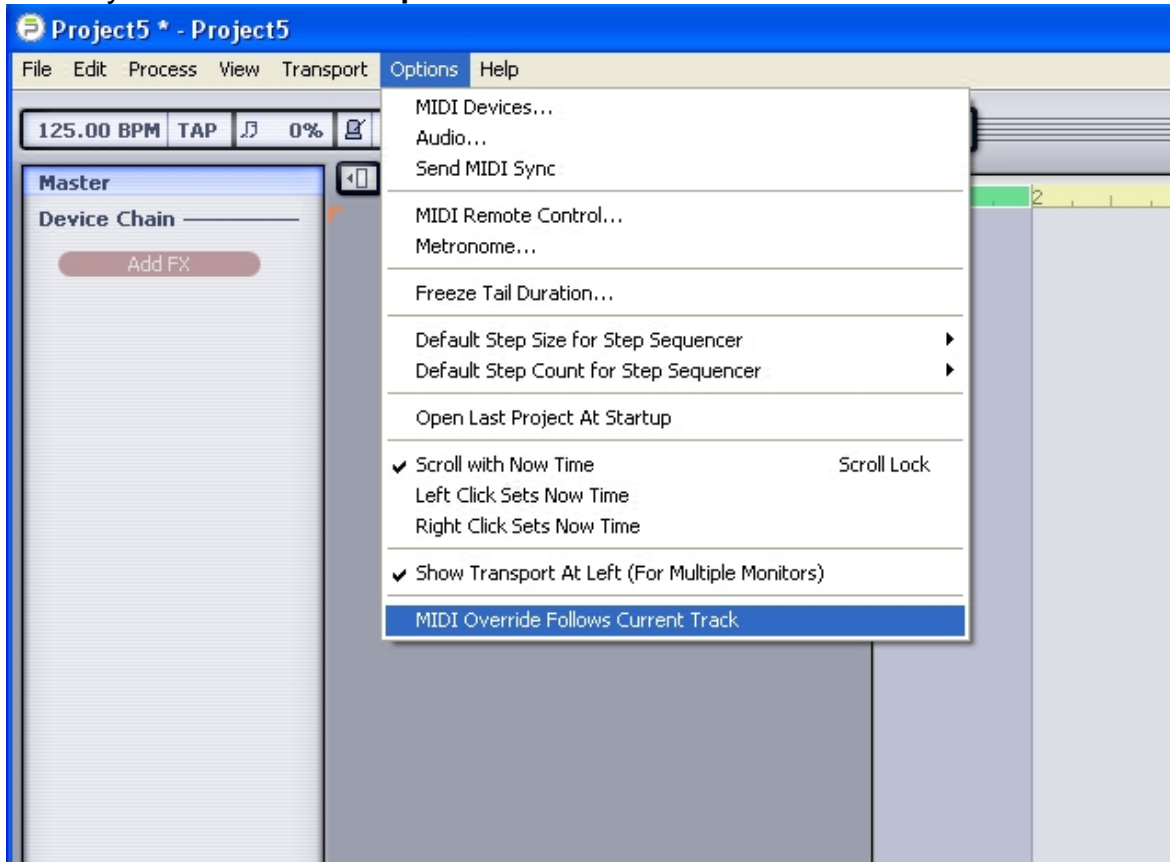 Project5 * - Project5
File Edit Process View Transport Options Help
125.00 BPM TAP 0%
Master
Device Chain
Add FX
MIDI Devices...
Audio...
Send MIDI Sync
MIDI Remote Control...
Metronome...
Freeze Tail Duration...
Default Step Size for Step Sequencer
Default Step Count for Step Sequencer
Open Last Project At Startup
Scroll with Now Time Scroll Lock
Left Click Sets Now Time
Right Click Sets Now Time
Show Transport At Left (For Multiple Monitors)
MIDI Override Follows Current Track
2